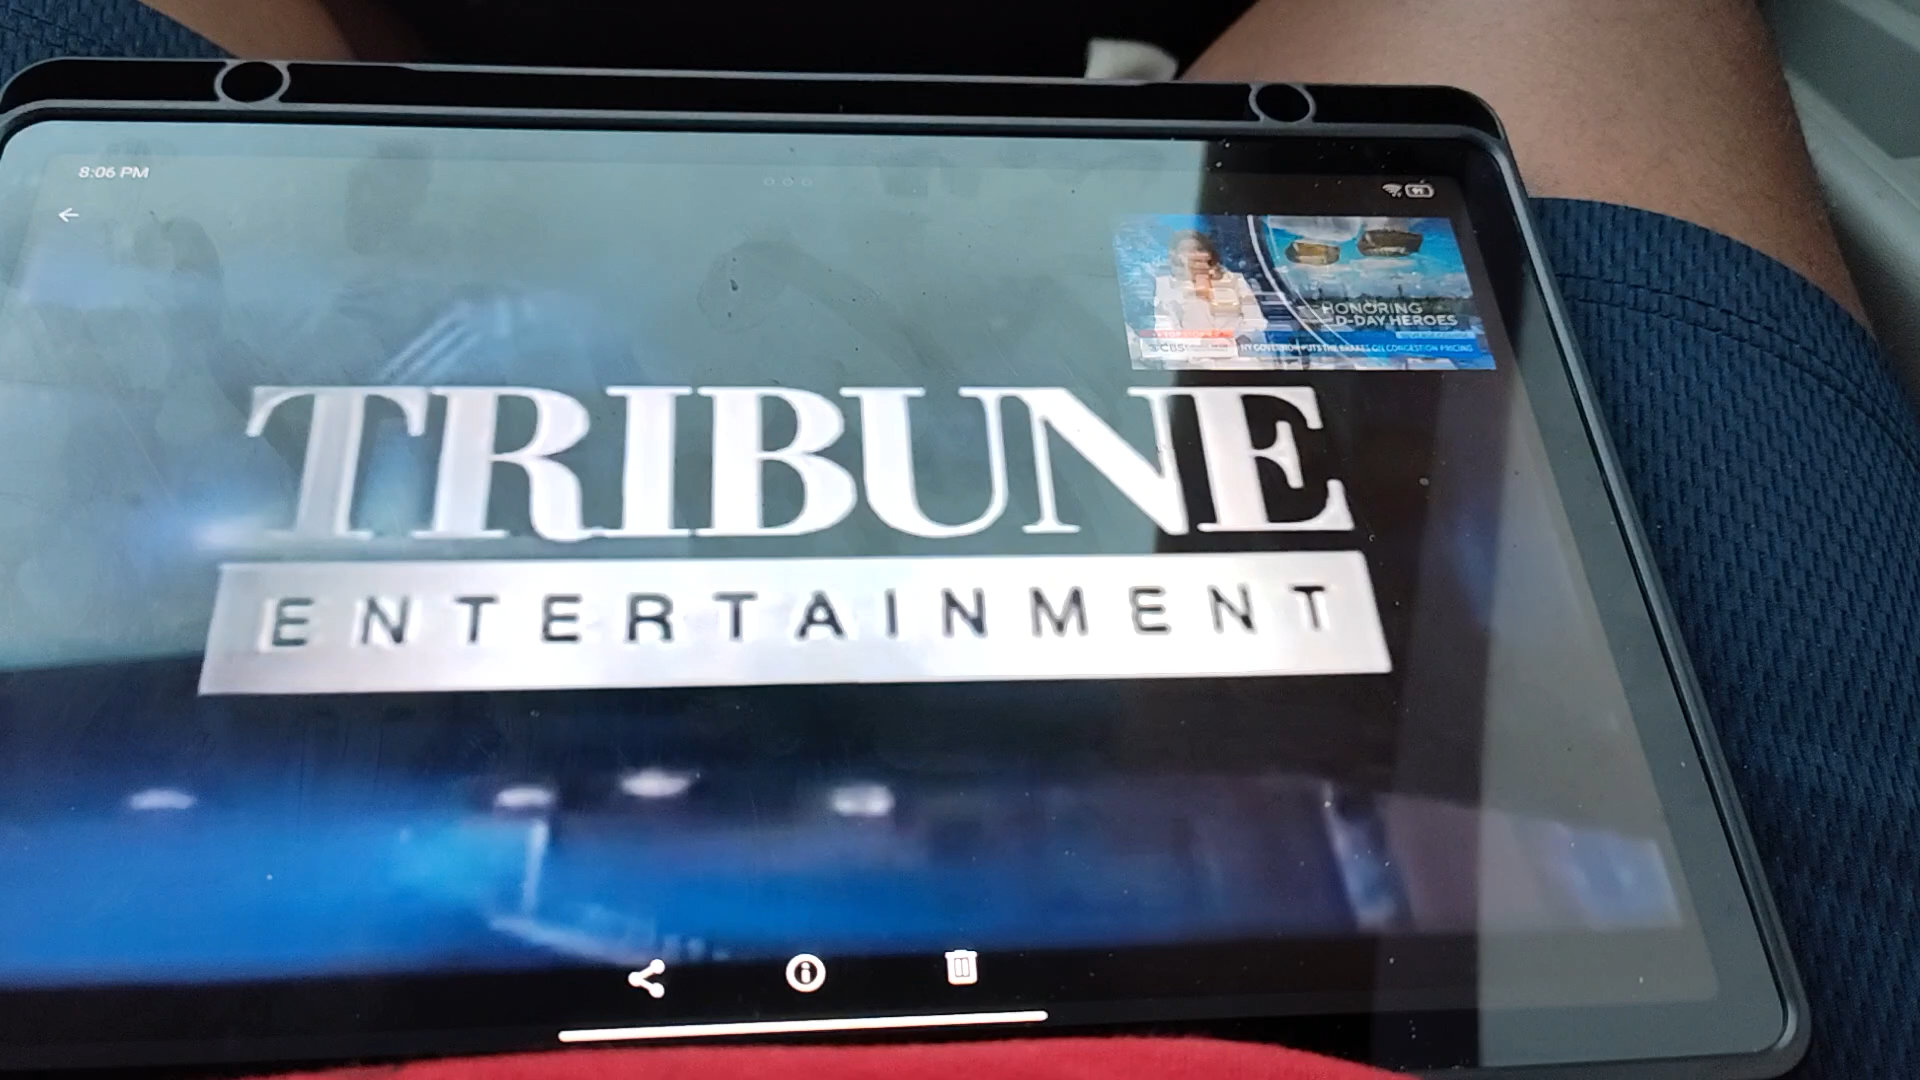 8:06 PM
HONORING
D-DAY HEROES
CBS
NY GOVERNOR PUTS THE BRAKES ON CONGESTION PRICING
TRIBUNE
ENTERTAINMENT